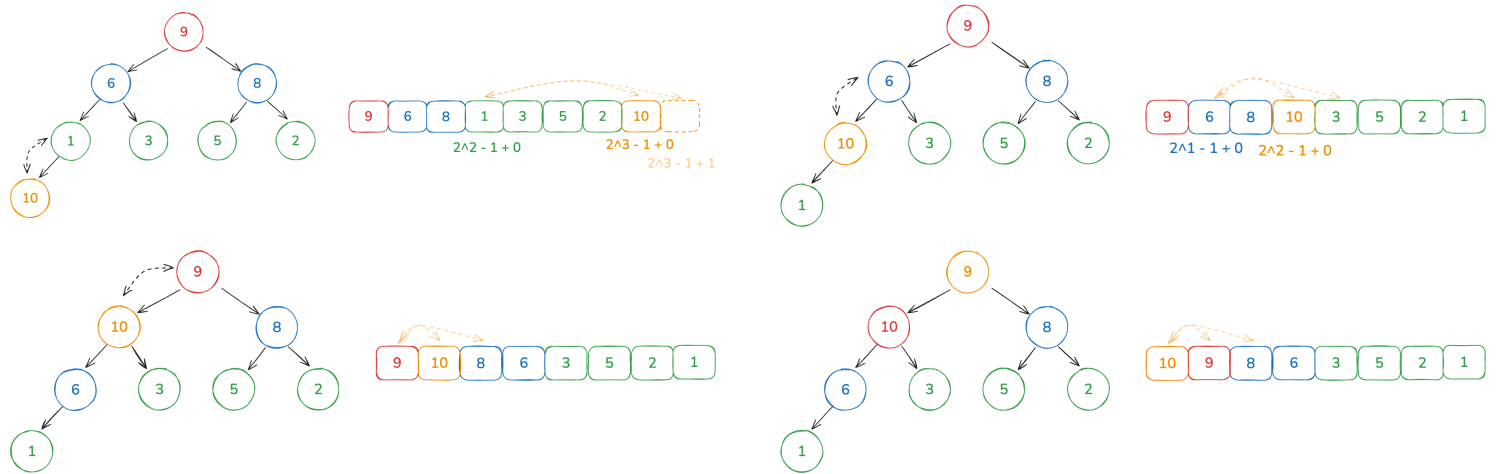 9
6 8
1 3 5 2
10
9 6 8 1 3 5 2 10
2^2 - 1 + 0 2^3 - 1 + 0
2^3 - 1 + 1
9
6 8
10 3 5 2
1
9 6 8 10 3 5 2 1
2^1 - 1 + 0 2^2 - 1 + 0
9
10 8
6 3 5 2
1
9 10 8 6 3 5 2 1
9
10 8
6 3 5 2
1
10 9 8 6 3 5 2 1